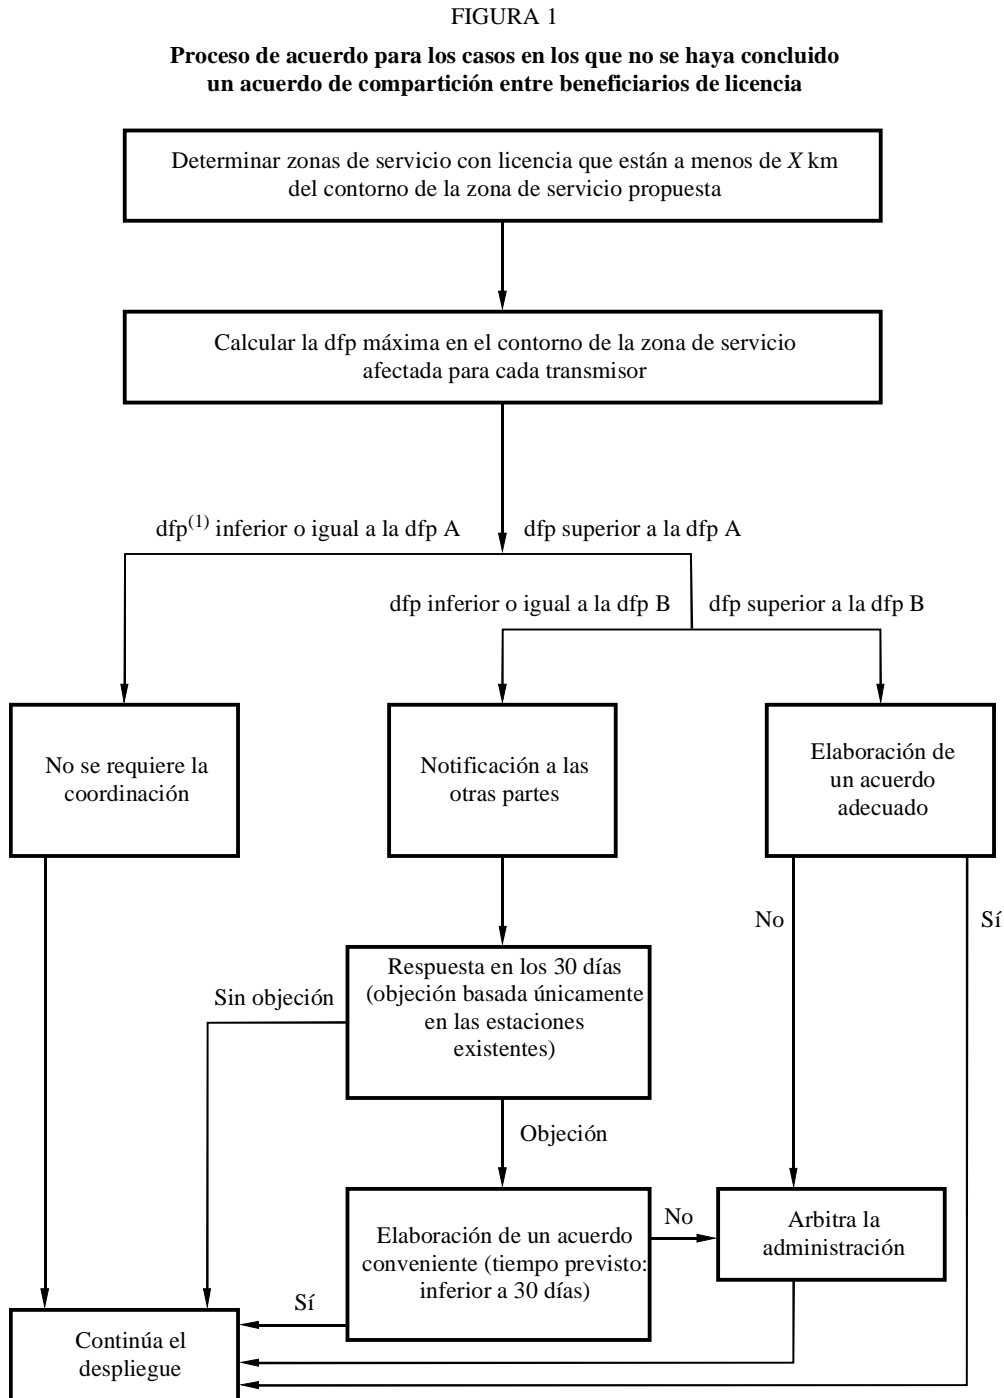 FIGURA 1
Proceso de acuerdo para los casos en los que no se haya concluido
un acuerdo de compartición entre beneficiarios de licencia
Determinar zonas de servicio con licencia que están a menos de X km
del contorno de la zona de servicio propuesta
Calcular la dfp máxima en el contorno de la zona de servicio
afectada para cada transmisor
dfp(1) inferior o igual a la dfp A
dfp superior a la dfp A
dfp inferior o igual a la dfp B
dfp superior a la dfp B
No se requiere la
coordinación
Notificación a las
otras partes
Elaboración de
un acuerdo
adecuado
No
Sí
Respuesta en los 30 días
(objeción basada únicamente
en las estaciones
existentes)
Sin objeción
Objeción
Elaboración de un acuerdo
conveniente (tiempo previsto:
inferior a 30 días)
No
Arbitra la
administración
Sí
Continúa el
despliegue